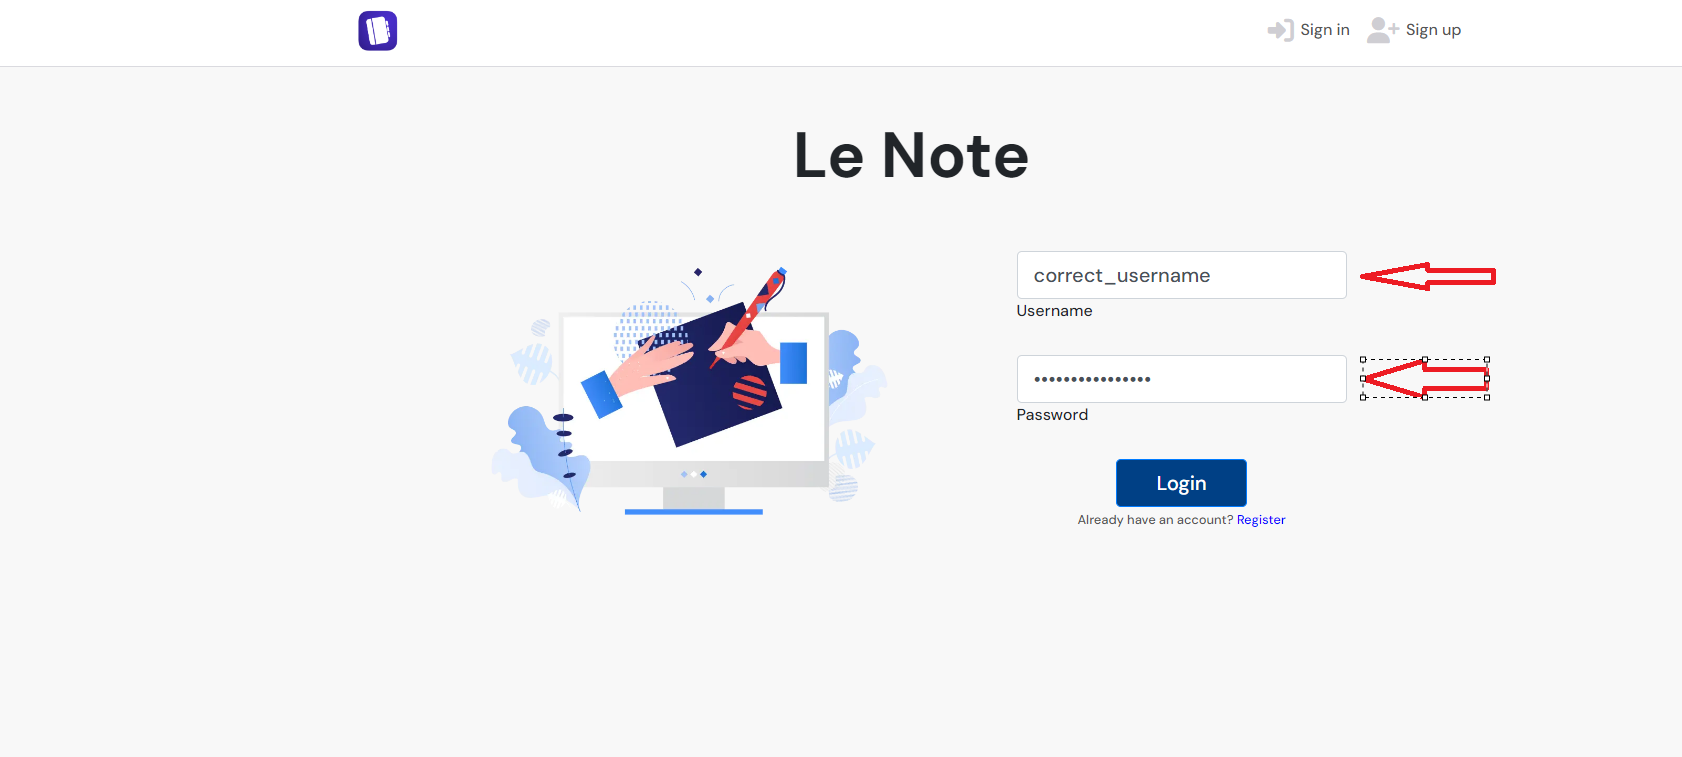 Sign in
Sign up
Le Note
correct_username
Username
••••••••••••••••
Password
Login
Already have an account? Register